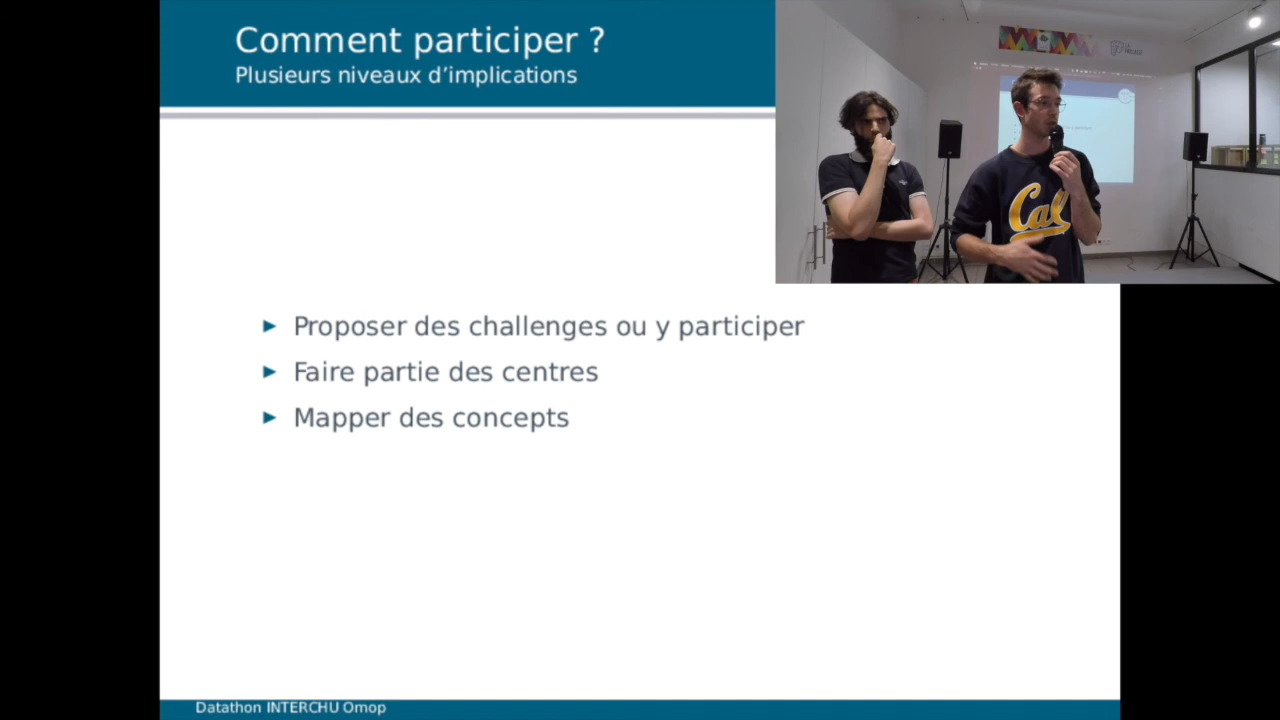 Comment participer ?
Plusieurs niveaux d’implications
Cal
► Proposer des challenges ou y participer
► Faire partie des centres
► Mapper des concepts
Datathon INTERCHU Omop